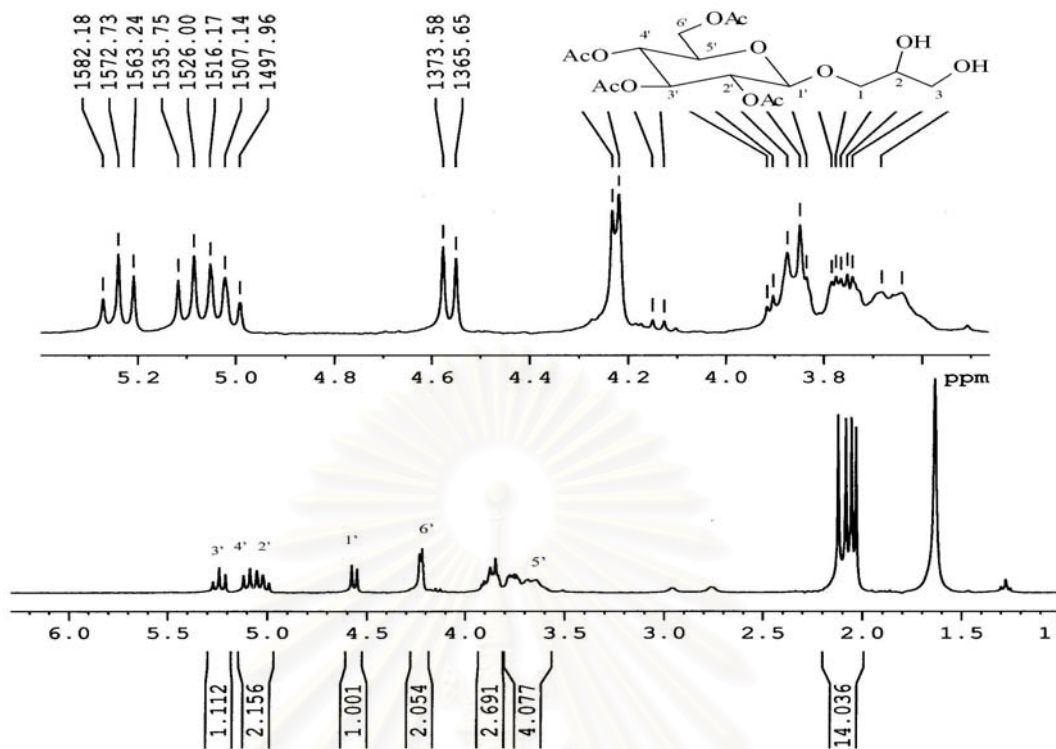 1582.18
1572.73
1563.24
1535.75
1526.00
1516.17
1507.14
1497.96
1373.58
1365.65
6' OAc
4' OH
AcO 5' O OH
AcO O
3' 2' OAc 1' 1 2 3
5.2 5.0 4.8 4.6 4.4 4.2 4.0 3.8 ppm
3' 4' 2' 1' 6' 5'
6.0 5.5 5.0 4.5 4.0 3.5 3.0 2.5 2.0 1.5 1
1.112
2.156
1.001
2.054
2.691
4.077
14.036